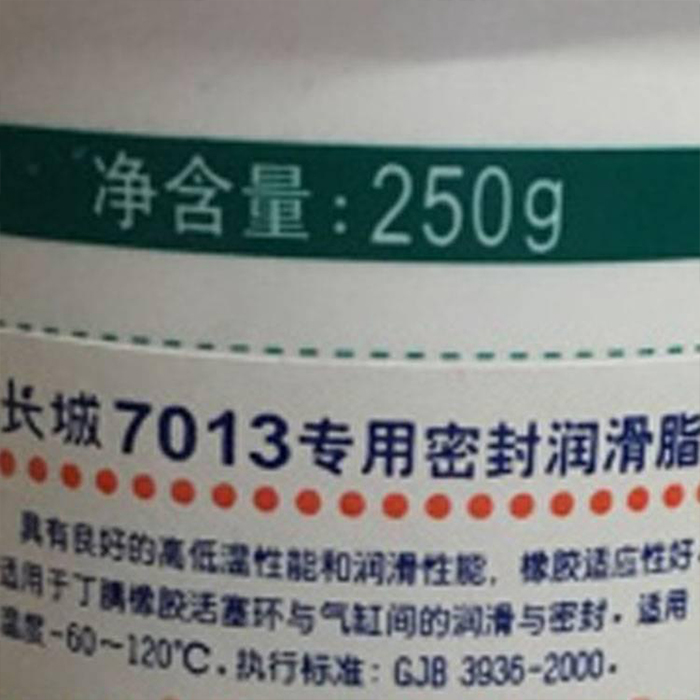 净含量:250g
长城7013专用密封润滑脂
具有良好的高低温性能和润滑性能，橡胶适应性好.
适用于丁腈橡胶活塞环与气缸间的润滑与密封。适用
温度-60～120℃.执行标准：GJB 3936-2000.